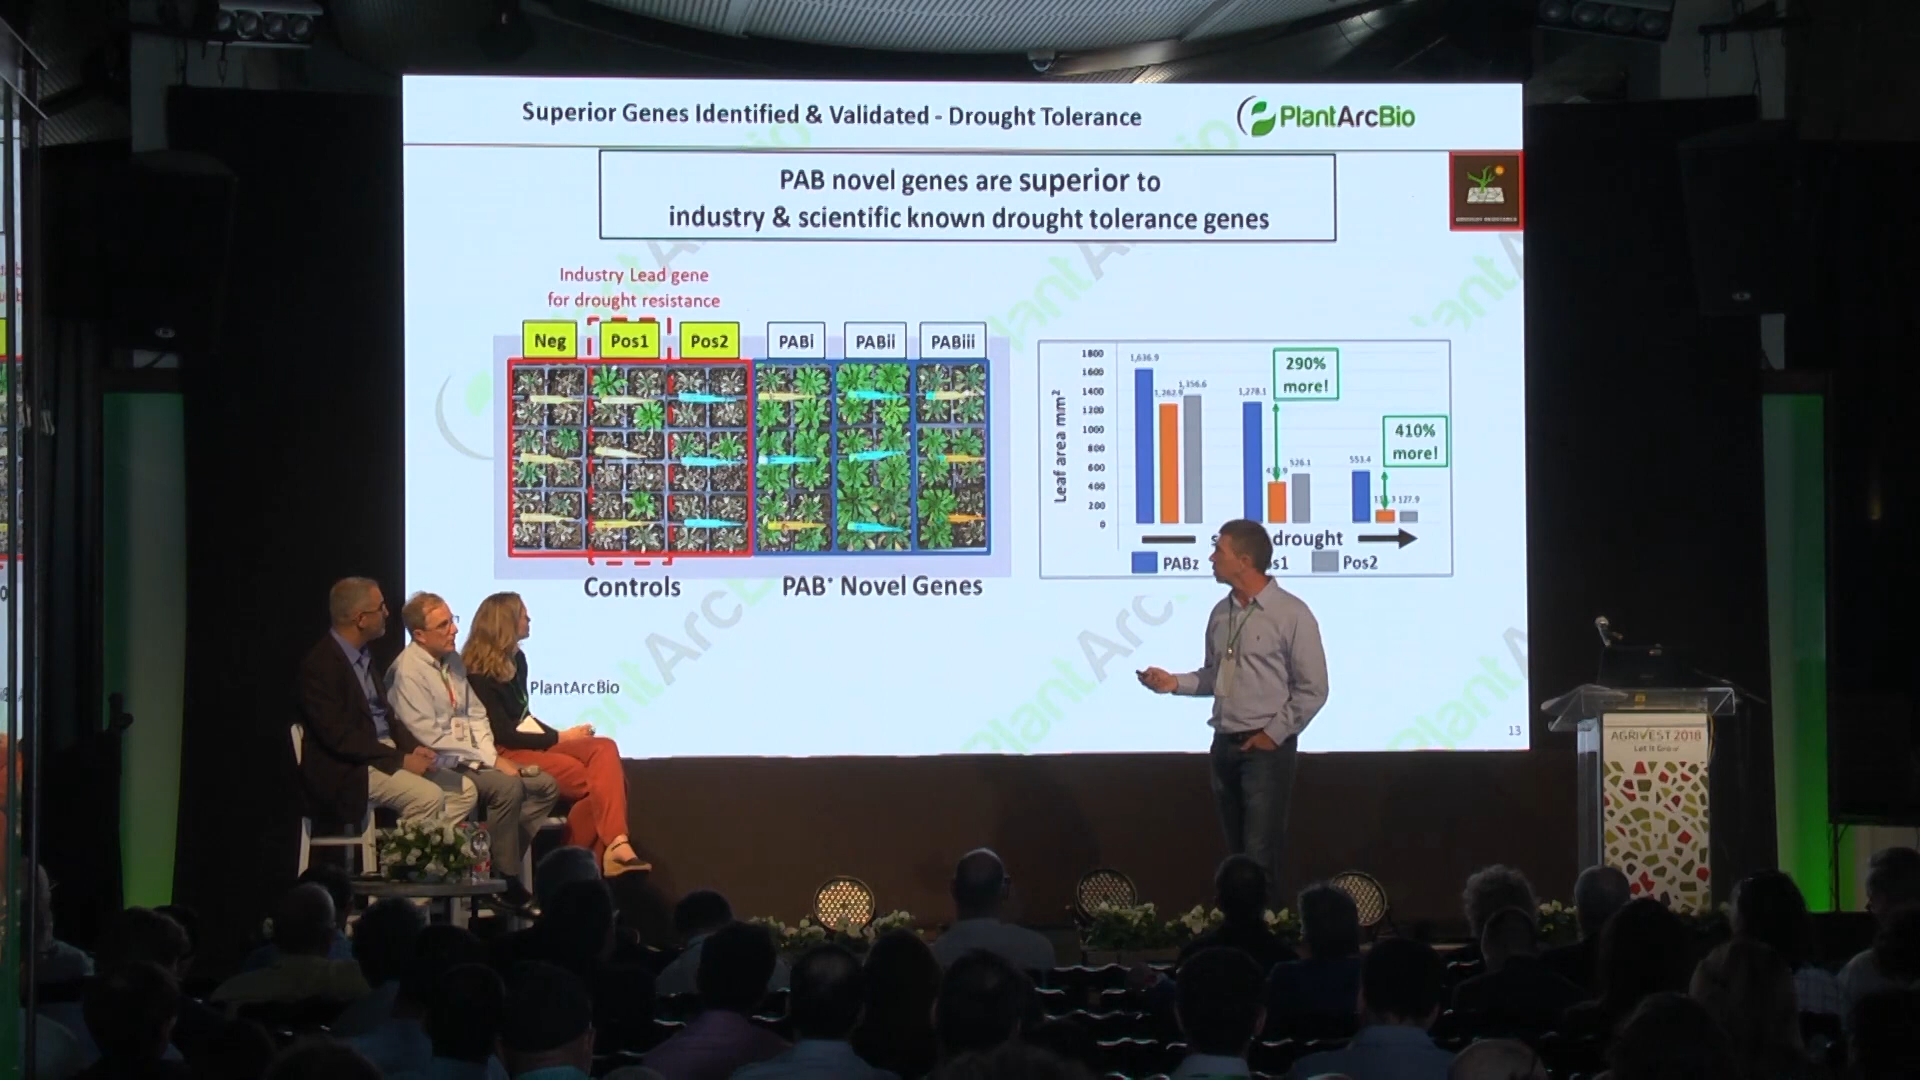 Superior Genes Identified & Validated - Drought Tolerance
PlantArcBio
PAB novel genes are superior to
industry & scientific known drought tolerance genes
Industry Lead gene
for drought resistance
Neg
Pos1
Pos2
PABi
PABii
PABiii
Controls
PAB* Novel Genes
Leaf area mm²
1800
1600
1400
1200
1000
800
600
400
200
0
1,636.9
1,262.9
1,356.6
1,278.1
526.1
553.4
127.9
290%
more!
410%
more!
drought
PABz
Pos2
PlantArcBio
13
AGRIVEST 2018
Let It Grow